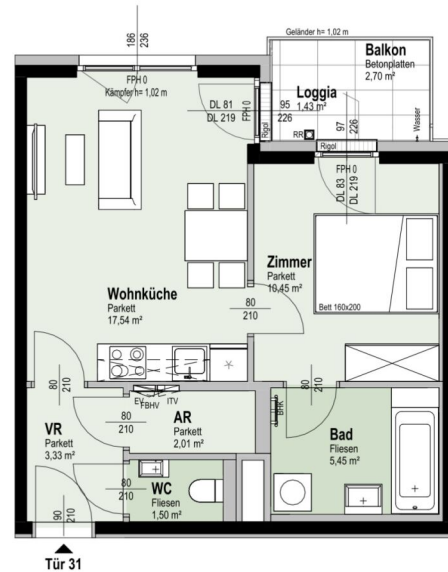 Geländer h= 1,02 m
186
236
Balkon
Betonplatten
2,70 m²
FPH 0
Kämpfer h= 1,02 m
DL 81
DL 219
FPH 0
Rigol
95
226
Loggia
1,43 m²
RR
97
226
Wasser
Rigol
FPH 0
DL 83
DL 219
Zimmer
Parkett
10,45 m²
Bett 160x200
Wohnküche
Parkett
17,54 m²
80
210
80
210
80
210
EV
FBHV
ITV
BHK
VR
Parkett
3,33 m²
80
210
AR
Parkett
2,01 m²
Bad
Fliesen
5,45 m²
80
210
WC
Fliesen
1,50 m²
90
210
Tür 31